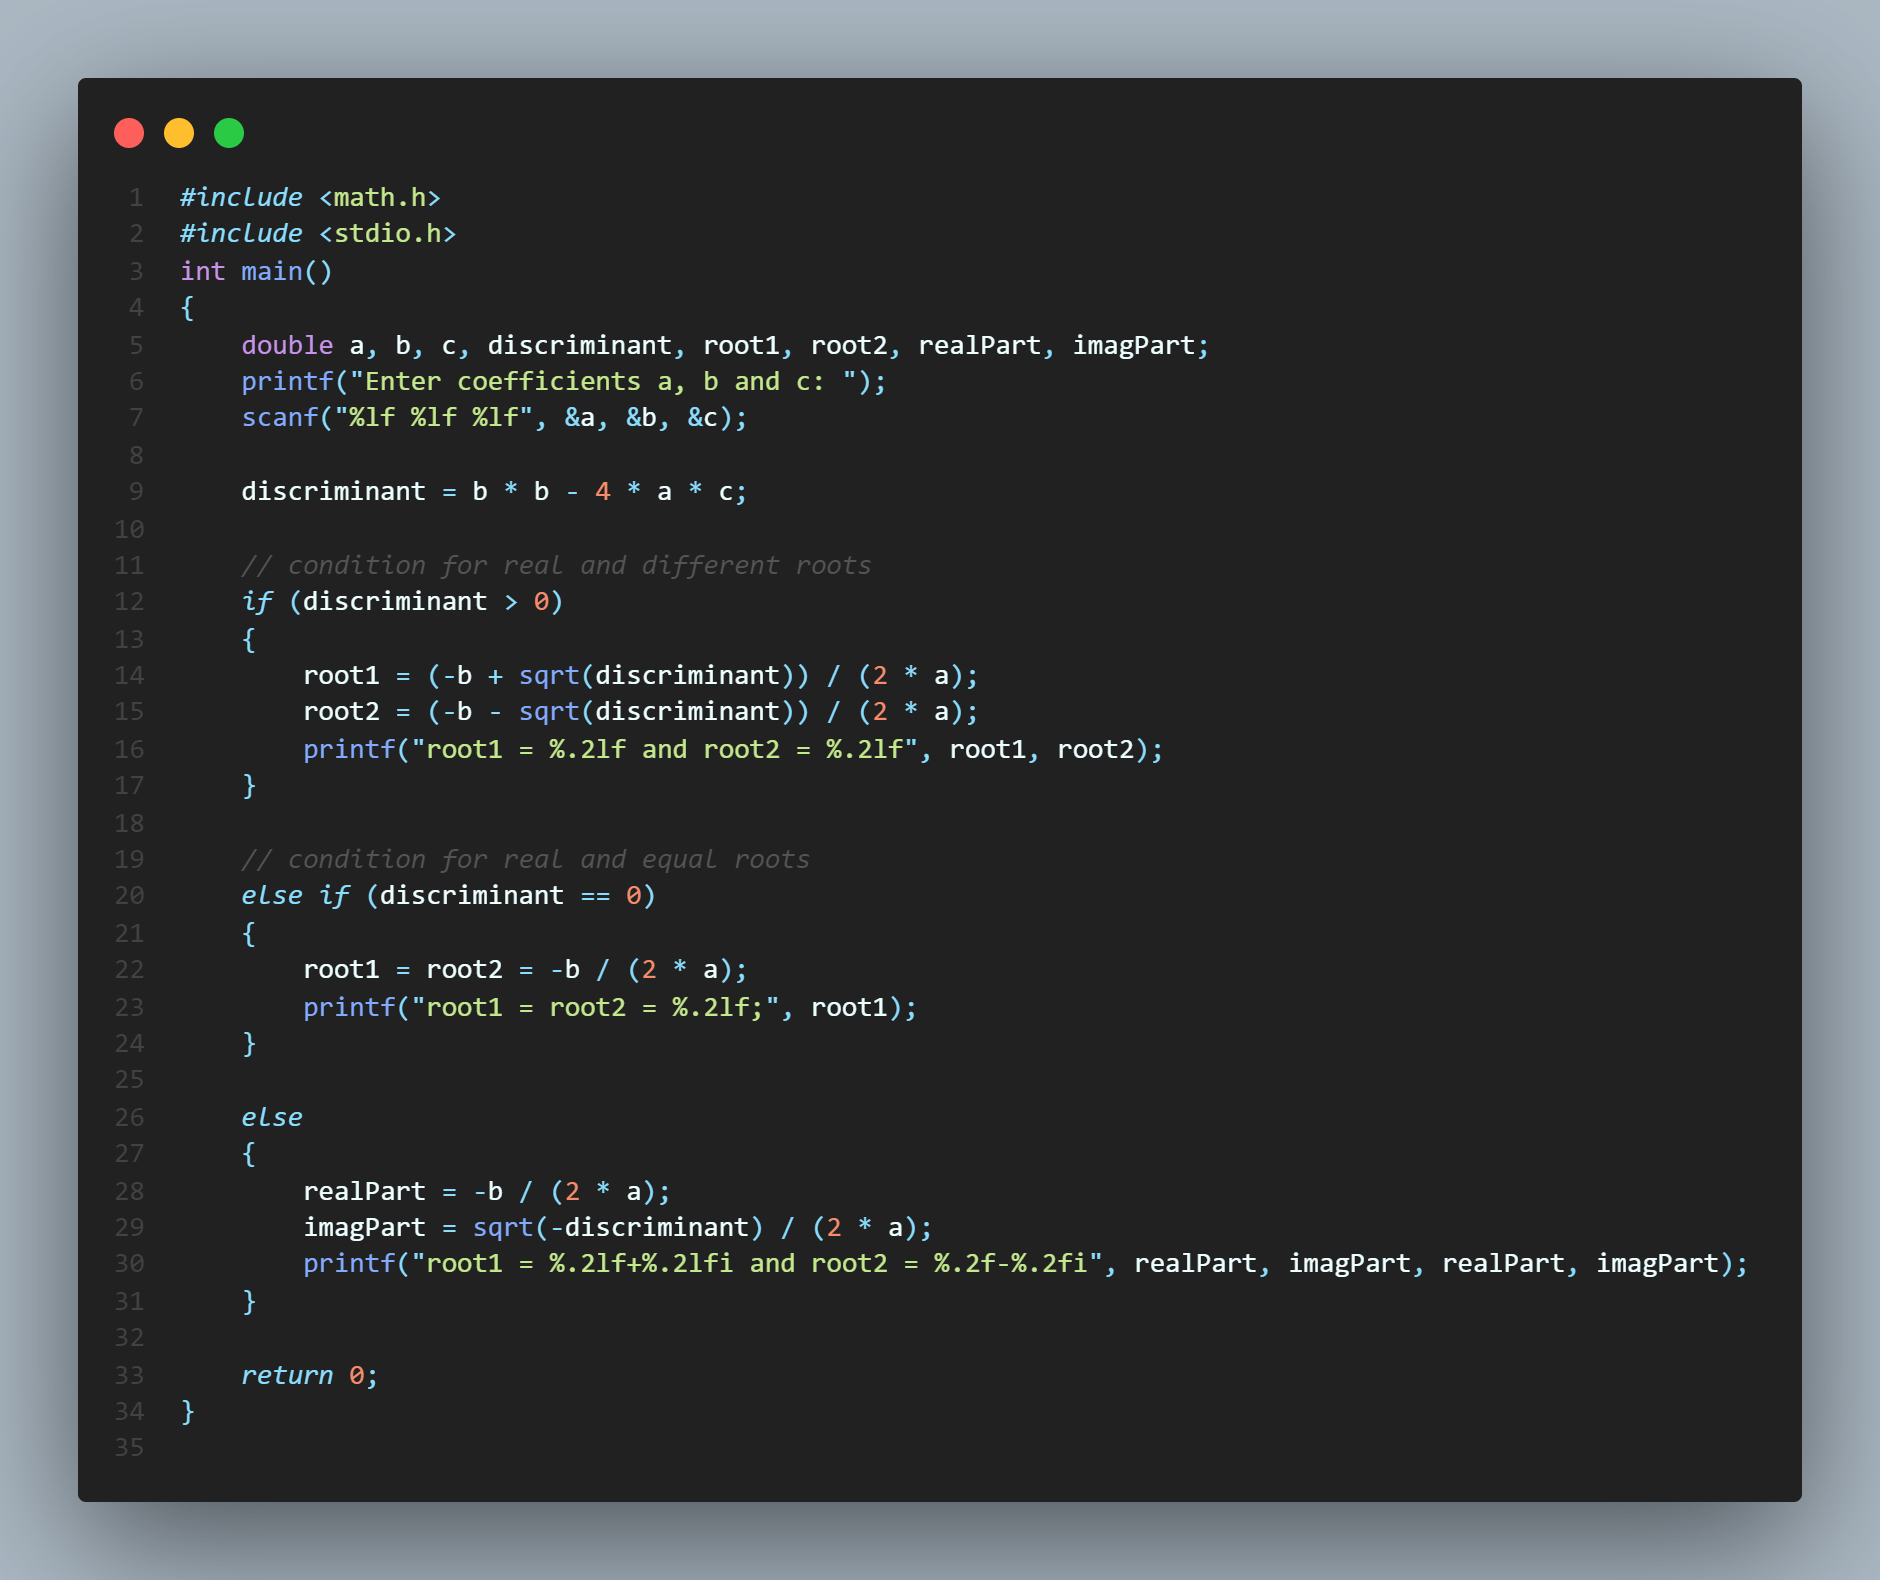 1 #include <math.h>
2 #include <stdio.h>
3 int main()
4 {
5     double a, b, c, discriminant, root1, root2, realPart, imagPart;
6     printf("Enter coefficients a, b and c: ");
7     scanf("%lf %lf %lf", &a, &b, &c);
8
9     discriminant = b * b - 4 * a * c;
10
11     // condition for real and different roots
12     if (discriminant > 0)
13     {
14         root1 = (-b + sqrt(discriminant)) / (2 * a);
15         root2 = (-b - sqrt(discriminant)) / (2 * a);
16         printf("root1 = %.2lf and root2 = %.2lf", root1, root2);
17     }
18
19     // condition for real and equal roots
20     else if (discriminant == 0)
21     {
22         root1 = root2 = -b / (2 * a);
23         printf("root1 = root2 = %.2lf;", root1);
24     }
25
26     else
27     {
28         realPart = -b / (2 * a);
29         imagPart = sqrt(-discriminant) / (2 * a);
30         printf("root1 = %.2lf+%.2lfi and root2 = %.2f-%.2fi", realPart, imagPart, realPart, imagPart);
31     }
32
33     return 0;
34 }
35